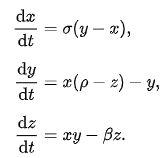 dx/dt = σ(y − x),
dy/dt = x(ρ − z) − y,
dz/dt = xy − βz.